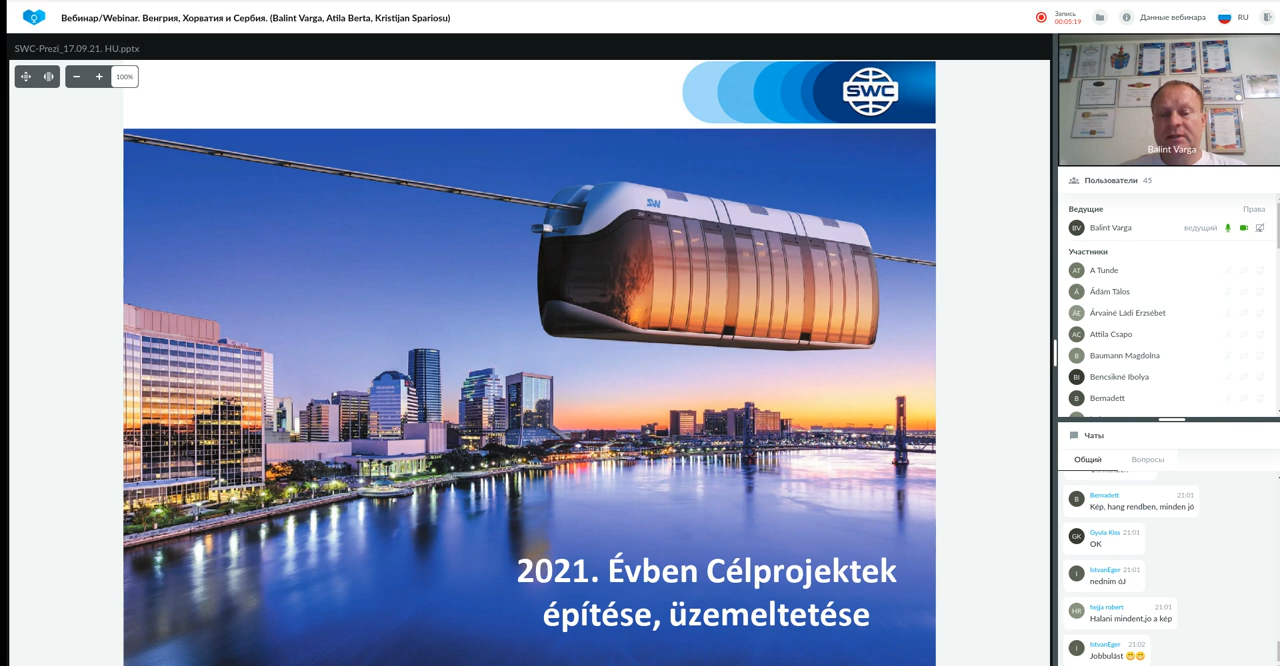 Вебинар/Webinar. Венгрия, Хорватия и Сербия. (Balint Varga, Atila Berta, Kristijan Spariosu)
Запись
00:05:19
Данные вебинара
RU
SWC-Prezi_17.09.21. HU.pptx
100%
SWC
SW
2021. Évben Célprojektek
építése, üzemeltetése
Balint Varga
Пользователи 45
Ведущие Права
BV Balint Varga ведущий
Участники
AT A Tunde
Á Ádám Tálos
ÁE Árvainé Ládi Erzsébet
AC Attila Csapo
B Baumann Magdolna
BI Bencsikné Ibolya
B Bernadett
Чаты
Общий Вопросы
B Bernadett 21:01
Kép, hang rendben, minden jó
GK Gyula Kiss 21:01
OK
I IstvanEger 21:01
nednim óJ
HR hejja robert 21:01
Halani mindent,jo a kép
I IstvanEger 21:02
Jobbulást 😁😁